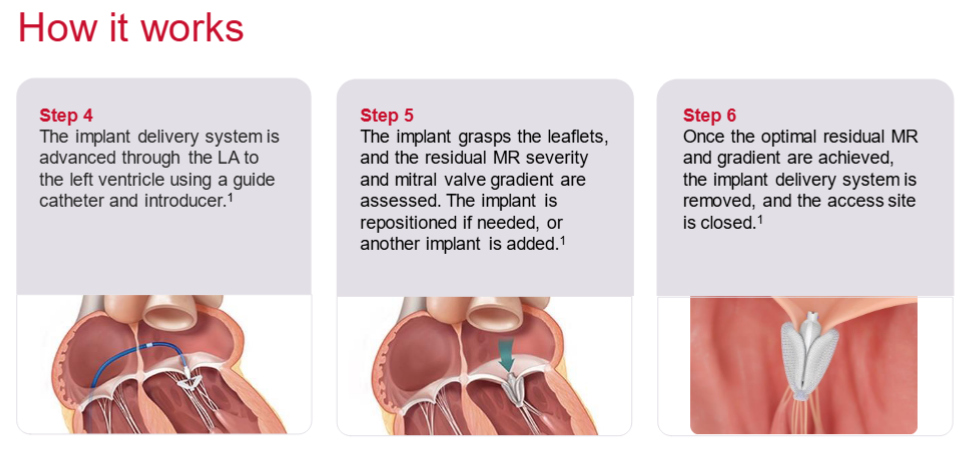 How it works
Step 4
The implant delivery system is
advanced through the LA to
the left ventricle using a guide
catheter and introducer.1
Step 5
The implant grasps the leaflets,
and the residual MR severity
and mitral valve gradient are
assessed. The implant is
repositioned if needed, or
another implant is added.1
Step 6
Once the optimal residual MR
and gradient are achieved,
the implant delivery system is
removed, and the access site
is closed.1